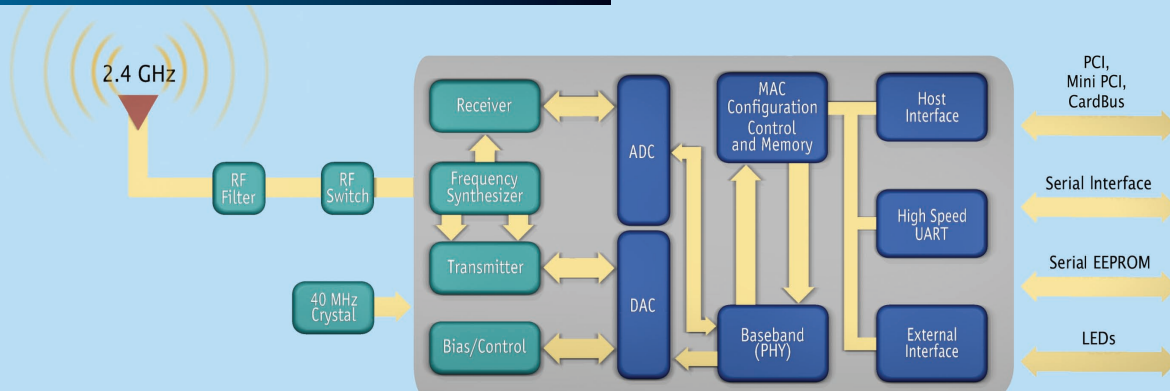 2.4 GHz
RF
Filter
RF
Switch
40 MHz
Crystal
Receiver
Frequency
Synthesizer
Transmitter
Bias/Control
ADC
DAC
MAC
Configuration
Control
and Memory
Baseband
(PHY)
Host
Interface
High Speed
UART
External
Interface
PCI,
Mini PCI,
CardBus
Serial Interface
Serial EEPROM
LEDs